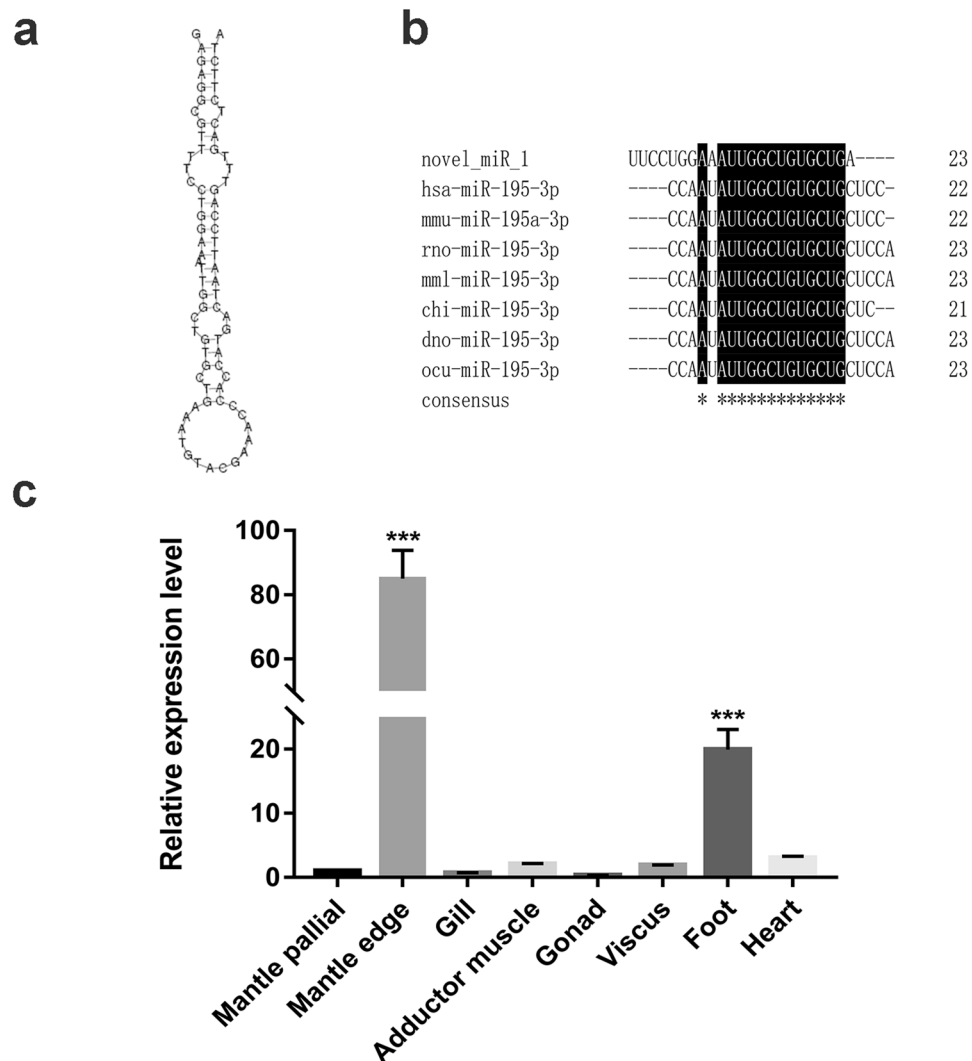 a
b
novel_miR_1 UUCCUGGAAAUUGGCUGUGCUGA---- 23
hsa-miR-195-3p ----CCAAUAUUGGCUGUGCUGCUCC- 22
mmu-miR-195a-3p ----CCAAUAUUGGCUGUGCUGCUCC- 22
rno-miR-195-3p ----CCAAUAUUGGCUGUGCUGCUCCA 23
mml-miR-195-3p ----CCAAUAUUGGCUGUGCUGCUCCA 23
chi-miR-195-3p ----CCAAUAUUGGCUGUGCUGCUC-- 21
dno-miR-195-3p ----CCAAUAUUGGCUGUGCUGCUCCA 23
ocu-miR-195-3p ----CCAAUAUUGGCUGUGCUGCUCCA 23
consensus * *************
c
Relative expression level
100
80
60
20
10
0
***
***
Mantle pallial
Mantle edge
Gill
Adductor muscle
Gonad
Viscus
Foot
Heart